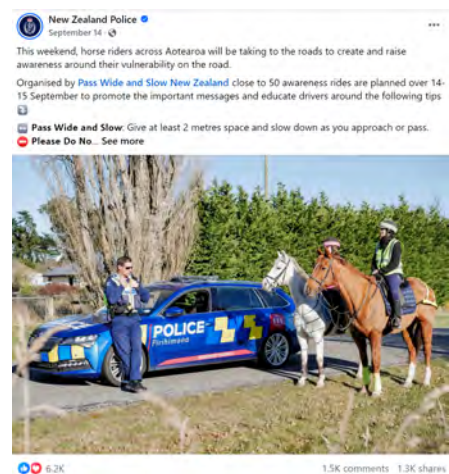 New Zealand Police
September 14 ·
This weekend, horse riders across Aotearoa will be taking to the roads to create and raise
awareness around their vulnerability on the road.
Organised by Pass Wide and Slow New Zealand close to 50 awareness rides are planned over 14-
15 September to promote the important messages and educate drivers around the following tips
Pass Wide and Slow: Give at least 2 metres space and slow down as you approach or pass.
Please Do No... See more
POLICE
Pirihimana
6.2K 1.5K comments 1.3K shares